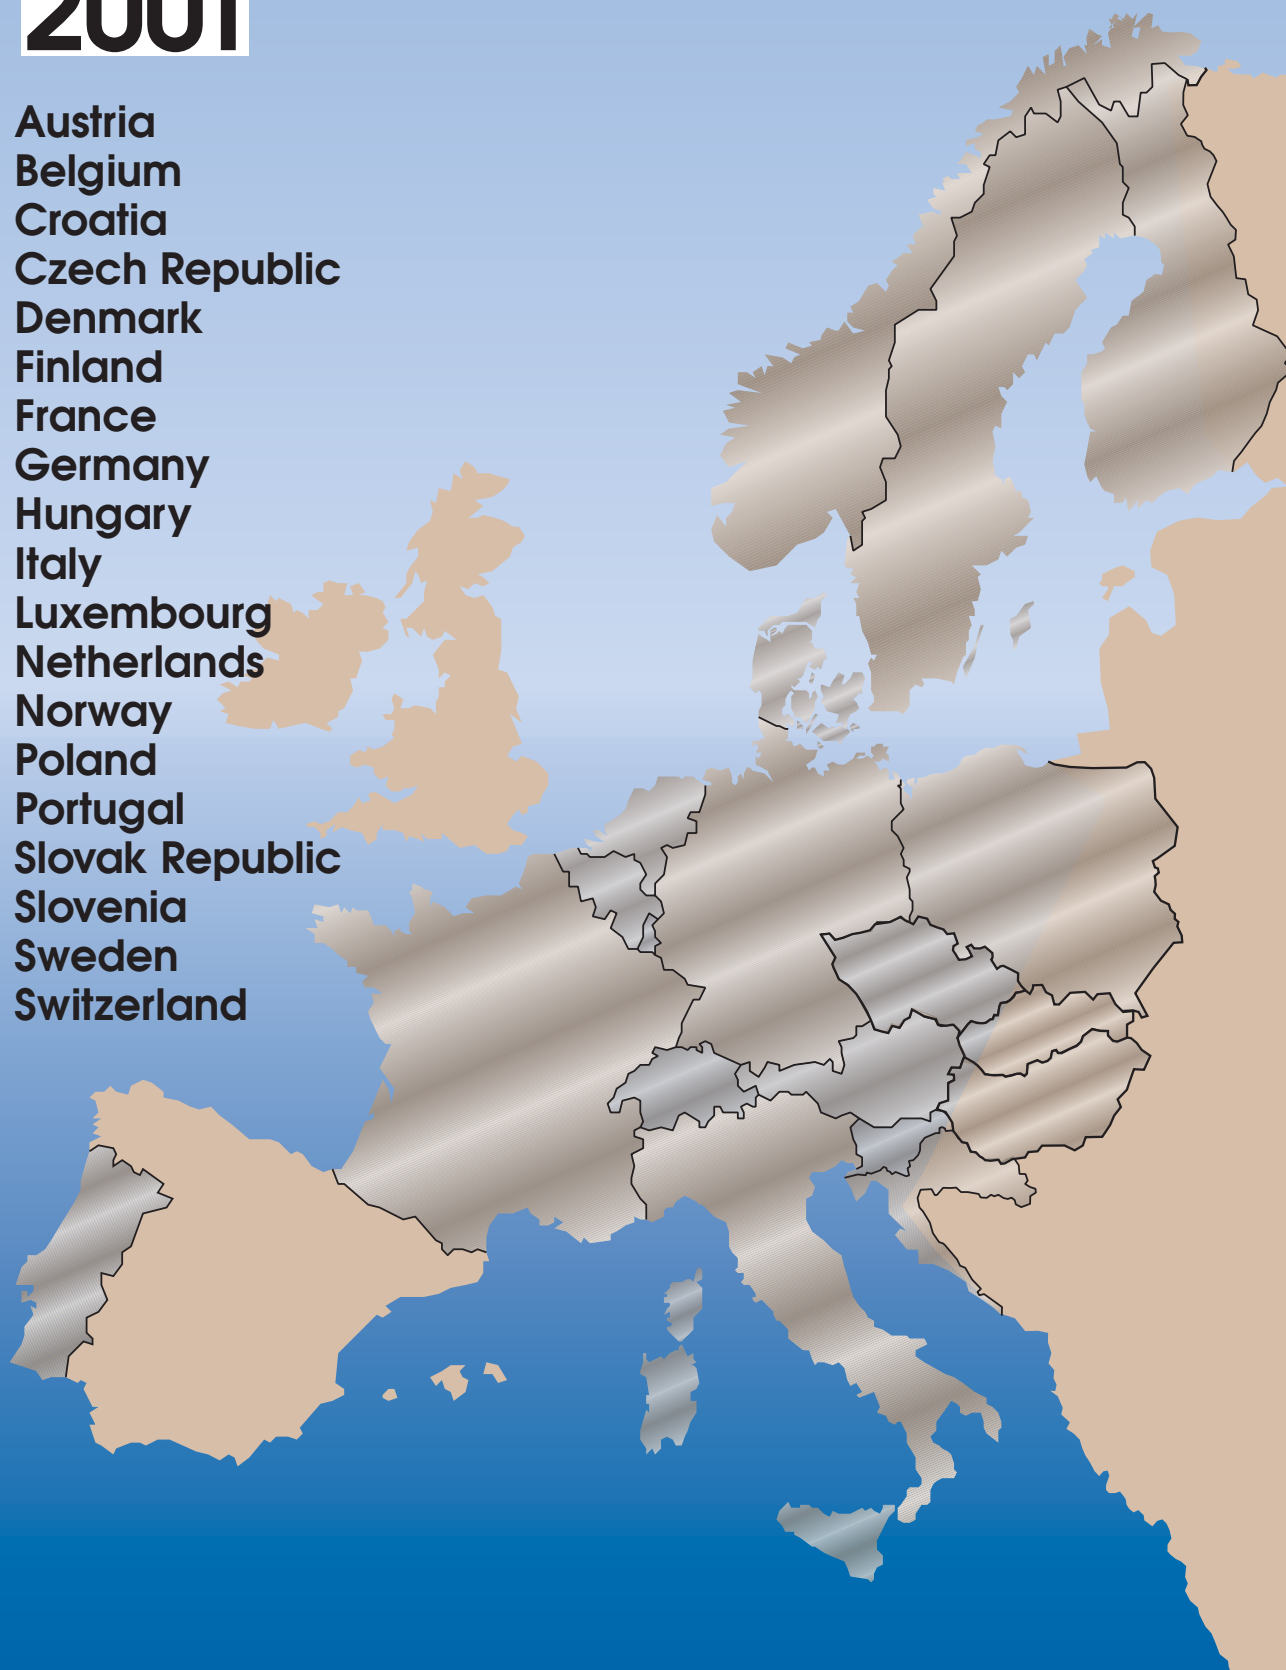 2001
Austria
Belgium
Croatia
Czech Republic
Denmark
Finland
France
Germany
Hungary
Italy
Luxembourg
Netherlands
Norway
Poland
Portugal
Slovak Republic
Slovenia
Sweden
Switzerland